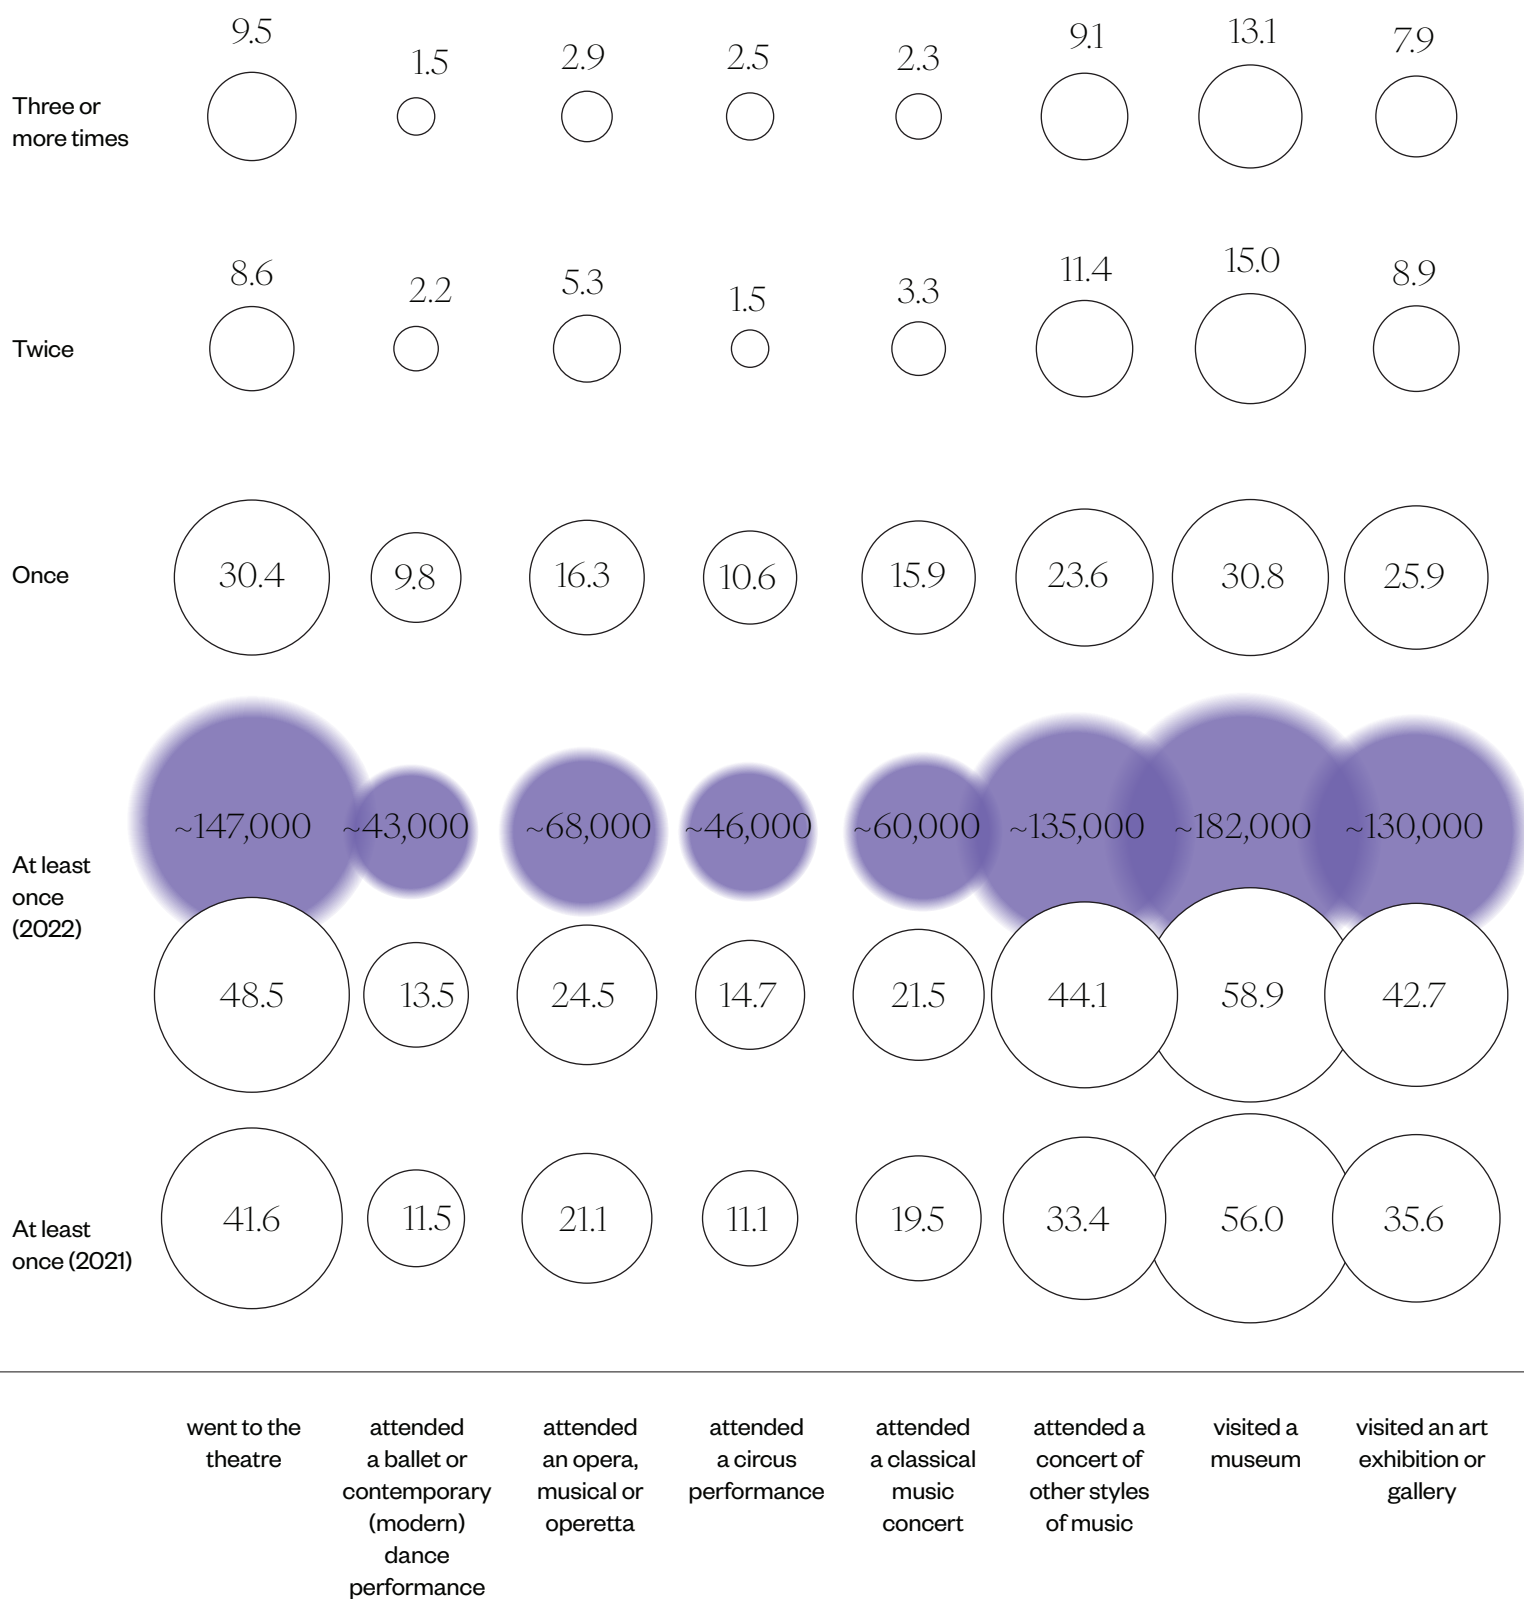 9.5 1.5 2.9 2.5 2.3 9.1 13.1 7.9
Three or
more times
8.6 2.2 5.3 1.5 3.3 11.4 15.0 8.9
Twice
Once 30.4 9.8 16.3 10.6 15.9 23.6 30.8 25.9
~147,000 ~43,000 ~68,000 ~46,000 ~60,000 ~135,000 ~182,000 ~130,000
At least
once
(2022)
48.5 13.5 24.5 14.7 21.5 44.1 58.9 42.7
41.6 11.5 21.1 11.1 19.5 33.4 56.0 35.6
At least
once (2021)
went to the
theatre
attended
a ballet or
contemporary
(modern)
dance
performance
attended
an opera,
musical or
operetta
attended
a circus
performance
attended
a classical
music
concert
attended a
concert of
other styles
of music
visited a
museum
visited an art
exhibition or
gallery